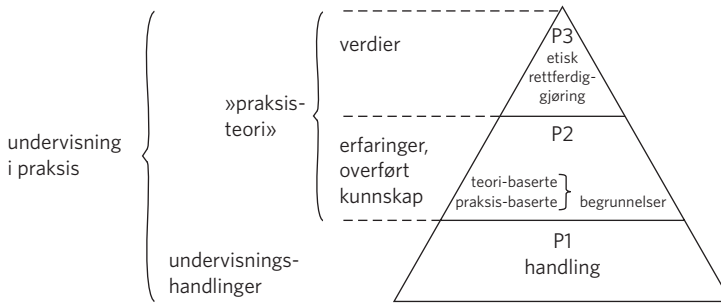 undervisning
i praksis
»praksis-
teori»
undervisnings-
handlinger
verdier
erfaringer,
overført
kunnskap
P3
etisk
rettferdig-
gjøring
P2
teori-baserte
praksis-baserte
begrunnelser
P1
handling